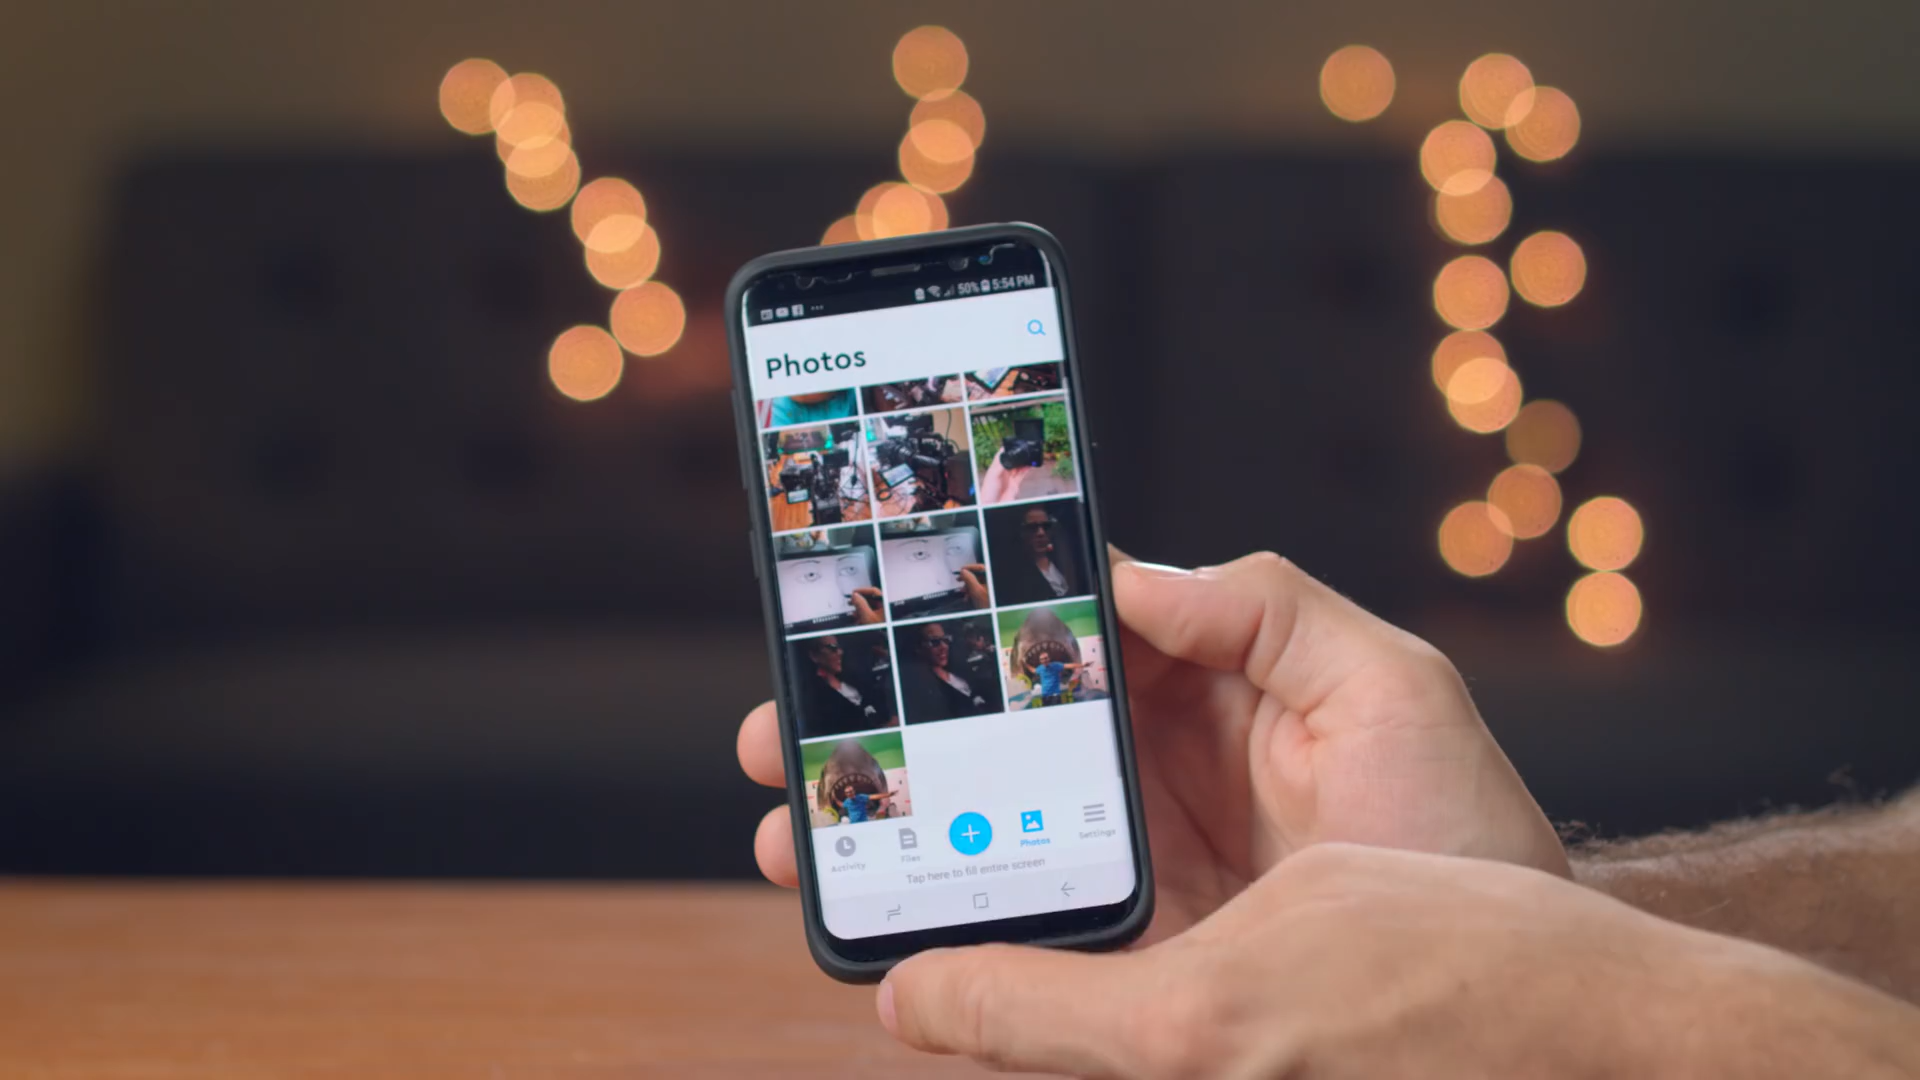 50% 5:54 PM
Photos
Activity
Files
Photos
Settings
Tap here to fill entire screen